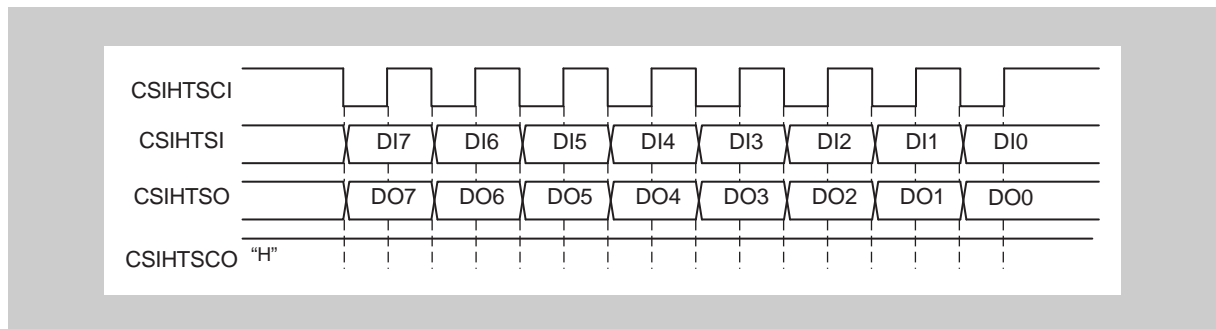 CSIHTSCI
CSIHTSI DI7 DI6 DI5 DI4 DI3 DI2 DI1 DI0
CSIHTSO DO7 DO6 DO5 DO4 DO3 DO2 DO1 DO0
CSIHTSCO “H”